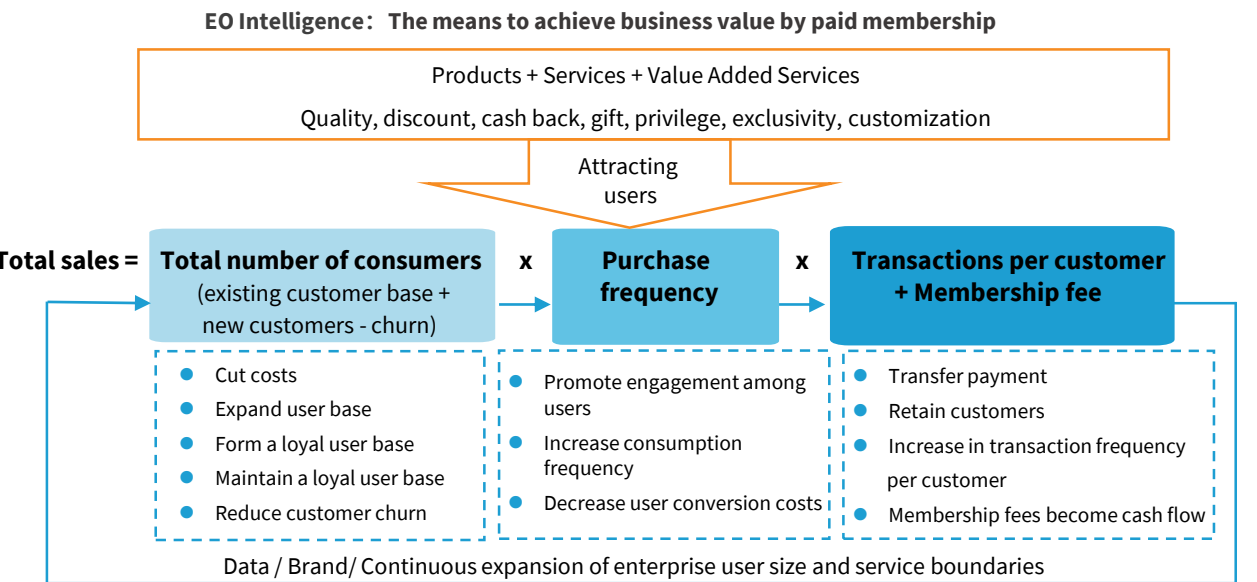 EO Intelligence： The means to achieve business value by paid membership
Products + Services + Value Added Services
Quality, discount, cash back, gift, privilege, exclusivity, customization
Attracting
users
Total sales =
Total number of consumers
(existing customer base +
new customers - churn)
x
Purchase
frequency
x
Transactions per customer
+ Membership fee
Cut costs
Expand user base
Form a loyal user base
Maintain a loyal user base
Reduce customer churn
Promote engagement among
users
Increase consumption
frequency
Decrease user conversion costs
Transfer payment
Retain customers
Increase in transaction frequency
per customer
Membership fees become cash flow
Data / Brand/ Continuous expansion of enterprise user size and service boundaries